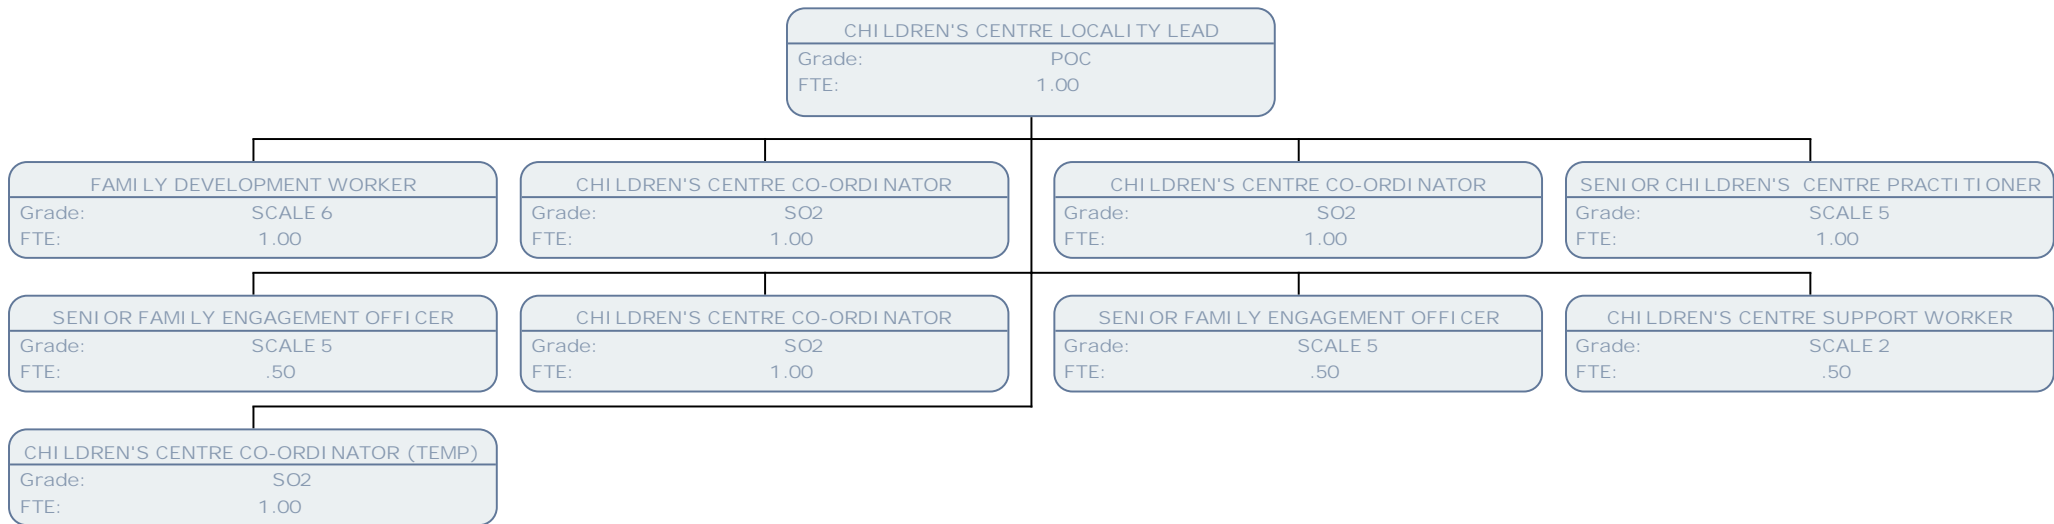 CHILDREN'S CENTRE LOCALITY LEAD
Grade: POC
FTE: 1.00
FAMILY DEVELOPMENT WORKER
Grade: SCALE 6
FTE: 1.00
CHILDREN'S CENTRE CO-ORDINATOR
Grade: SO2
FTE: 1.00
CHILDREN'S CENTRE CO-ORDINATOR
Grade: SO2
FTE: 1.00
SENIOR CHILDREN'S CENTRE PRACTITIONER
Grade: SCALE 5
FTE: 1.00
SENIOR FAMILY ENGAGEMENT OFFICER
Grade: SCALE 5
FTE: .50
CHILDREN'S CENTRE CO-ORDINATOR
Grade: SO2
FTE: 1.00
SENIOR FAMILY ENGAGEMENT OFFICER
Grade: SCALE 5
FTE: .50
CHILDREN'S CENTRE SUPPORT WORKER
Grade: SCALE 2
FTE: .50
CHILDREN'S CENTRE CO-ORDINATOR (TEMP)
Grade: SO2
FTE: 1.00